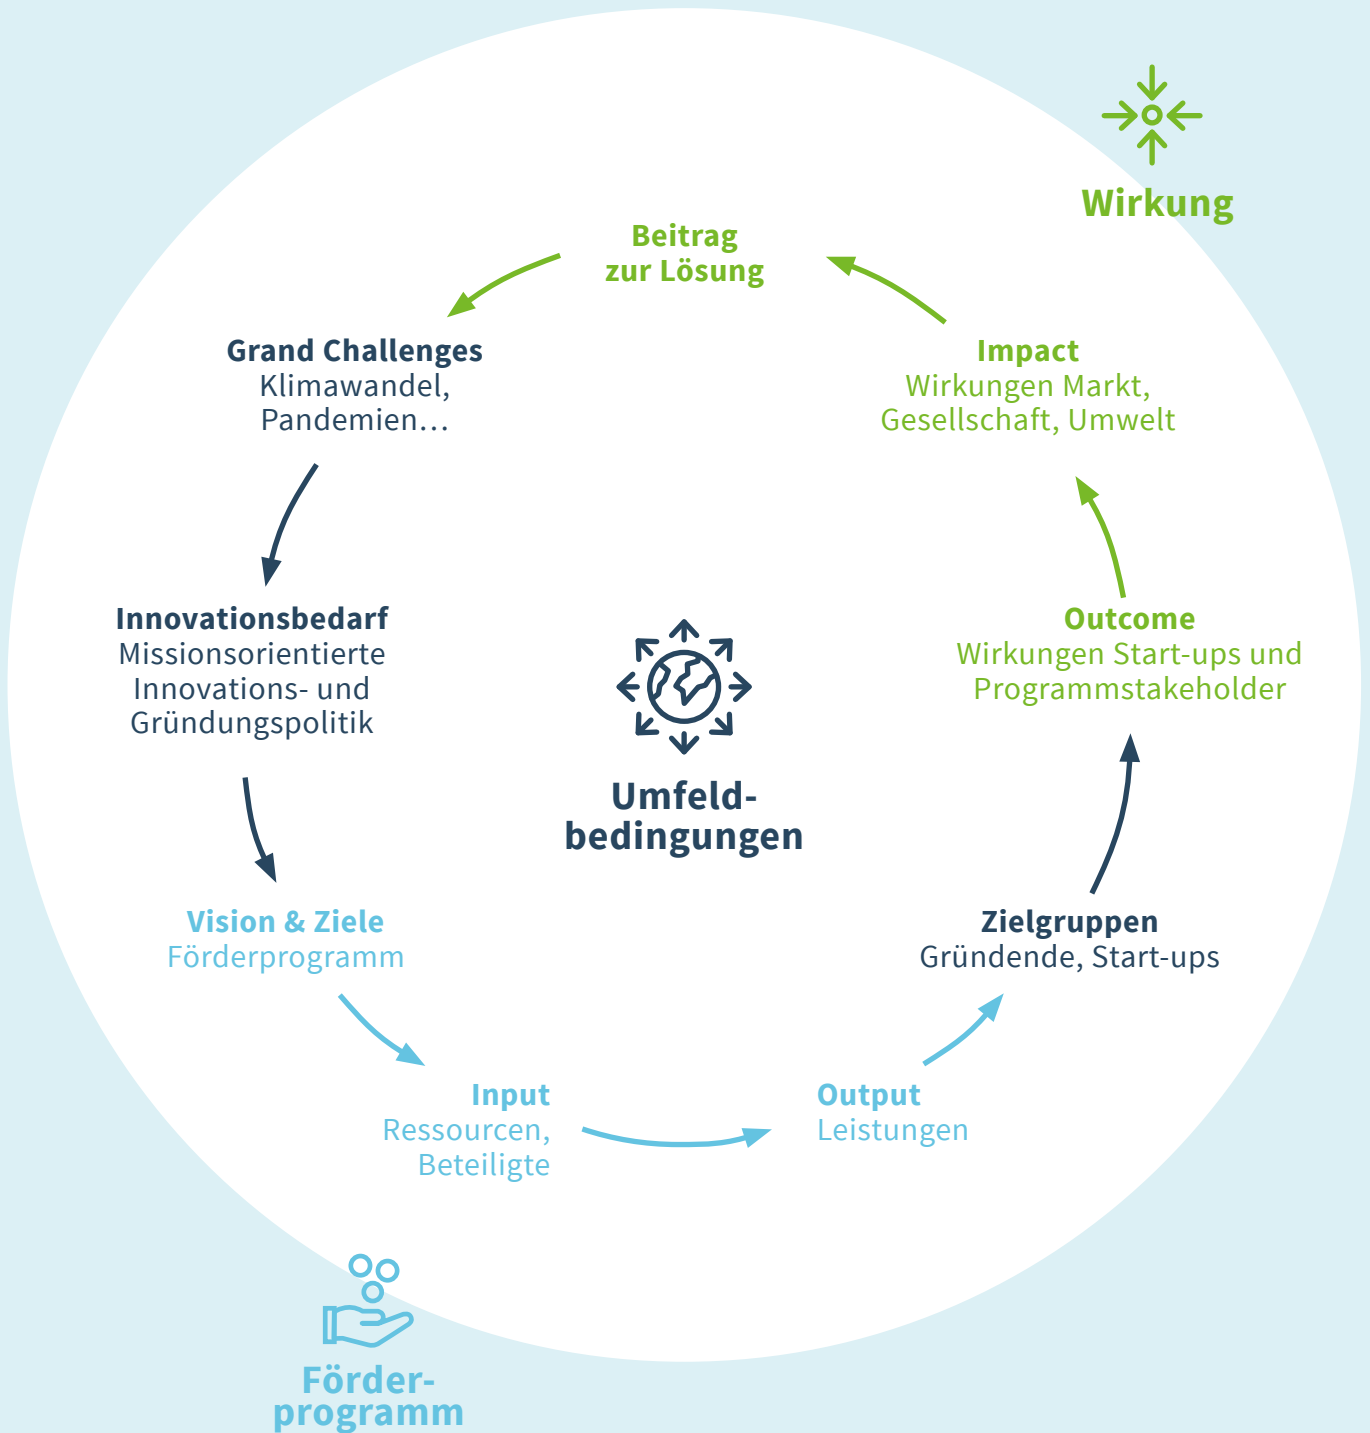 Wirkung
Beitrag
zur Lösung
Grand Challenges
Klimawandel,
Pandemien…
Impact
Wirkungen Markt,
Gesellschaft, Umwelt
Innovationsbedarf
Missionsorientierte
Innovations- und
Gründungspolitik
Outcome
Wirkungen Start-ups und
Programmstakeholder
Umfeld-
bedingungen
Vision & Ziele
Förderprogramm
Zielgruppen
Gründende, Start-ups
Input
Ressourcen,
Beteiligte
Output
Leistungen
Förder-
programm